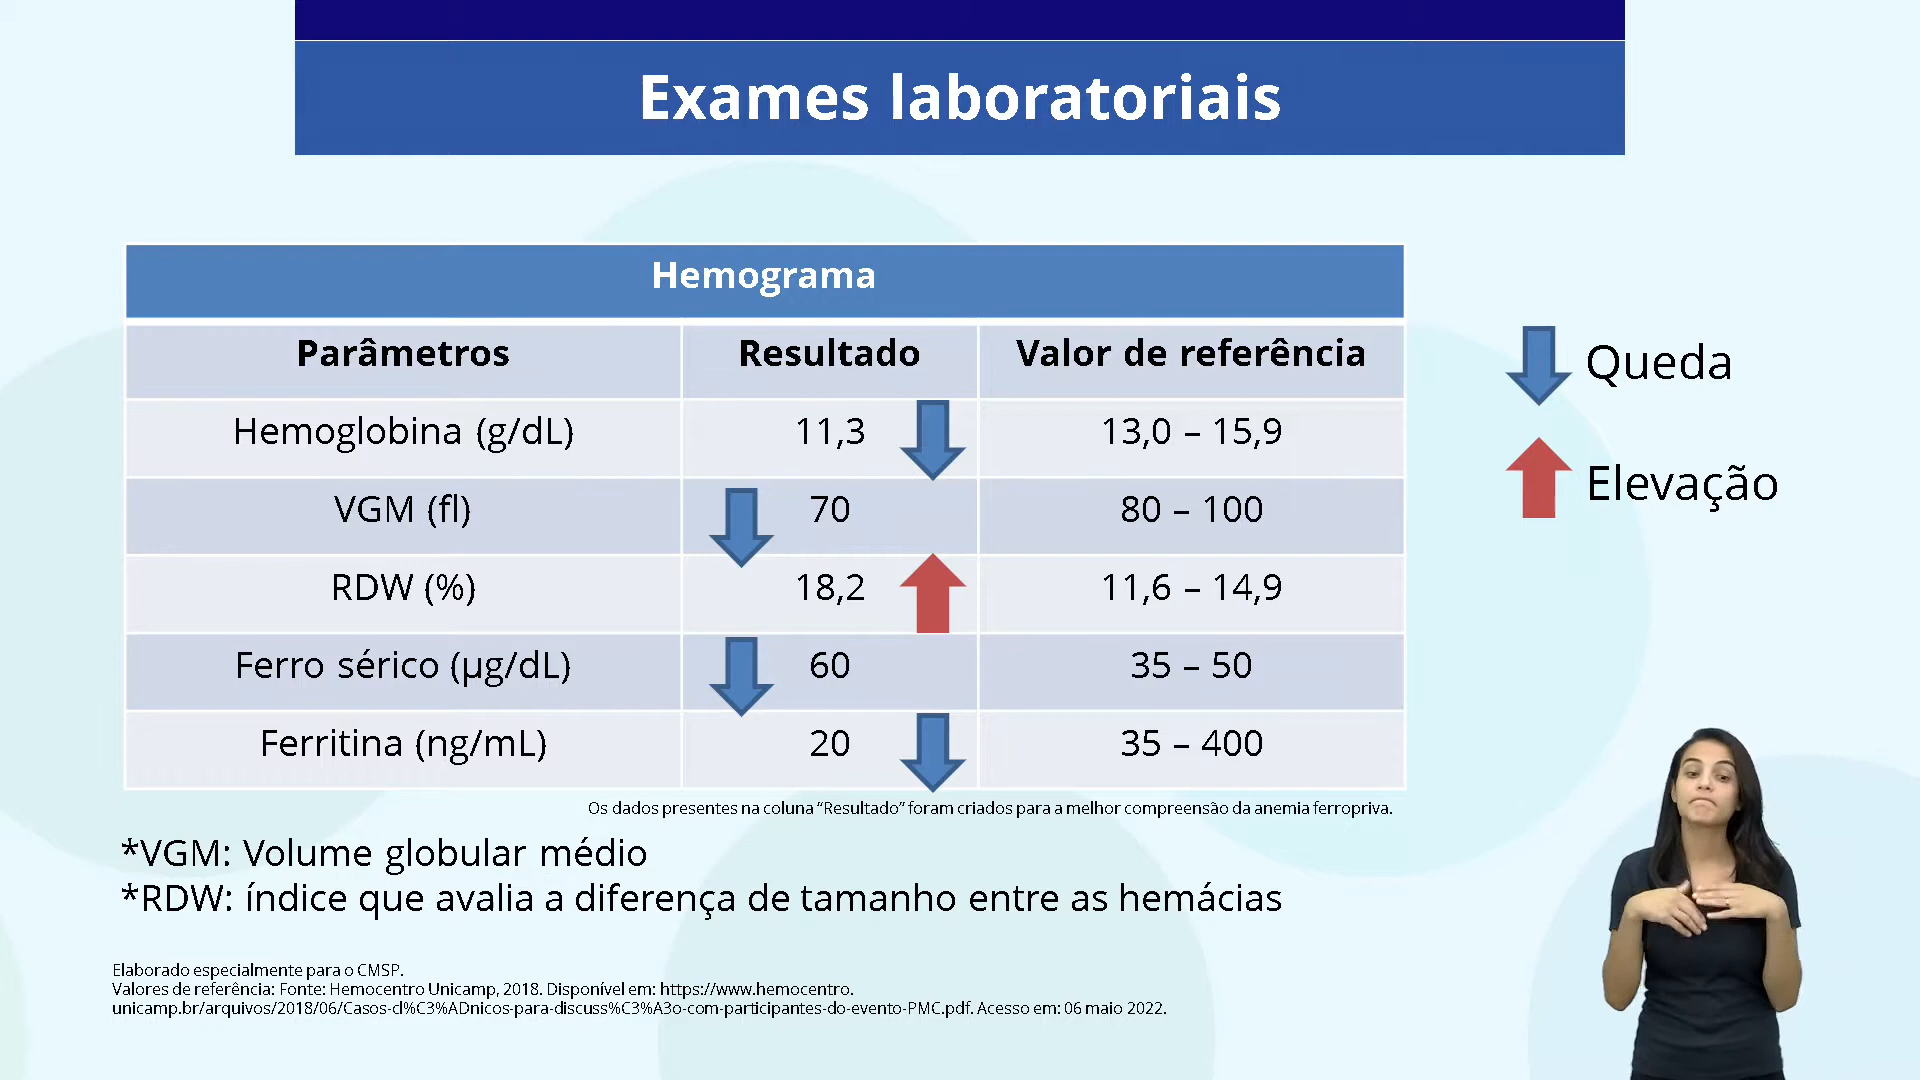 Exames laboratoriais
Hemograma
Parâmetros Resultado Valor de referência
Hemoglobina (g/dL) 11,3 13,0 – 15,9
VGM (fl) 70 80 – 100
RDW (%) 18,2 11,6 – 14,9
Ferro sérico (µg/dL) 60 35 – 50
Ferritina (ng/mL) 20 35 – 400
Queda
Elevação
Os dados presentes na coluna “Resultado” foram criados para a melhor compreensão da anemia ferropriva.
*VGM: Volume globular médio
*RDW: índice que avalia a diferença de tamanho entre as hemácias
Elaborado especialmente para o CMSP.
Valores de referência: Fonte: Hemocentro Unicamp, 2018. Disponível em: https://www.hemocentro.
unicamp.br/arquivos/2018/06/Casos-cl%C3%ADnicos-para-discuss%C3%A3o-com-participantes-do-evento-PMC.pdf. Acesso em: 06 maio 2022.